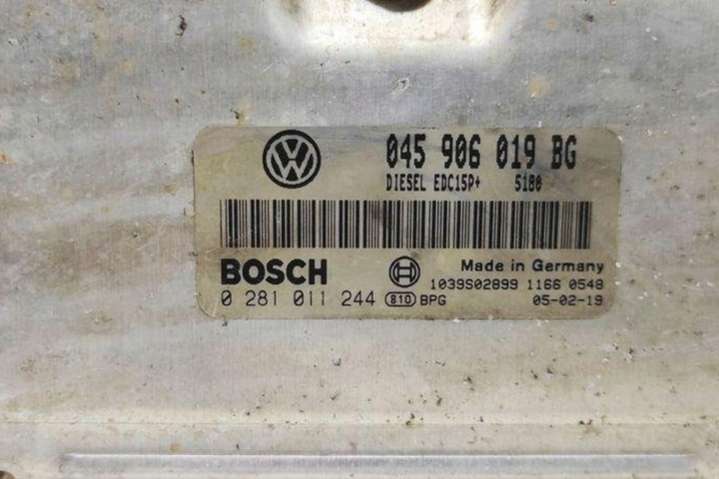 045 906 019 BG
DIESEL EDC15P+ 5180
BOSCH
Made in Germany
1039S02899 1166 0548
0 281 011 244 810 BPG 05-02-19